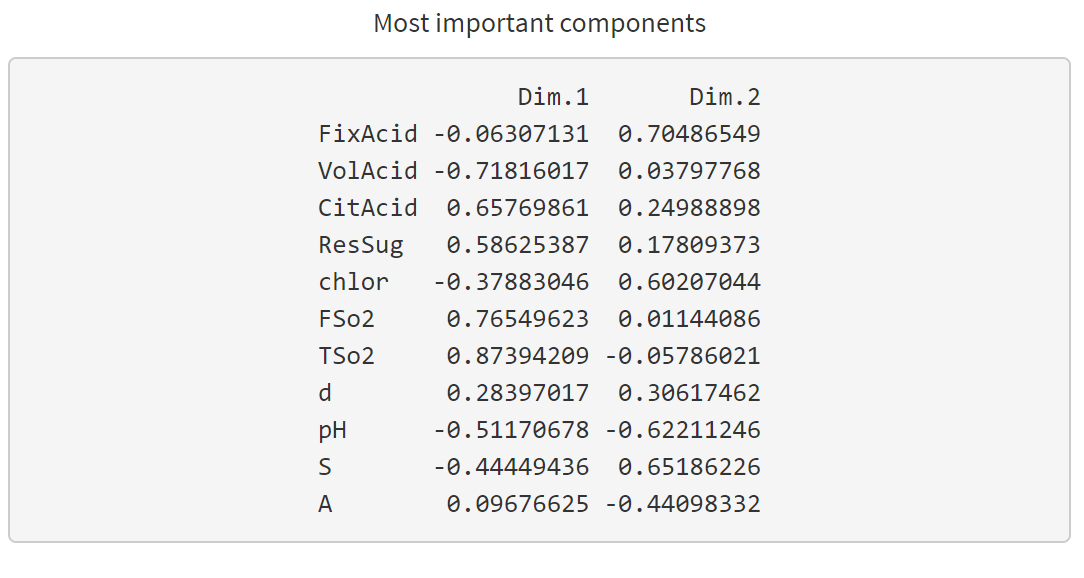 Most important components
Dim.1 Dim.2
FixAcid -0.06307131 0.70486549
VolAcid -0.71816017 0.03797768
CitAcid 0.65769861 0.24988898
ResSug 0.58625387 0.17809373
chlor -0.37883046 0.60207044
FSo2 0.76549623 0.01144086
TSo2 0.87394209 -0.05786021
d 0.28397017 0.30617462
pH -0.51170678 -0.62211246
S -0.44449436 0.65186226
A 0.09676625 -0.44098332